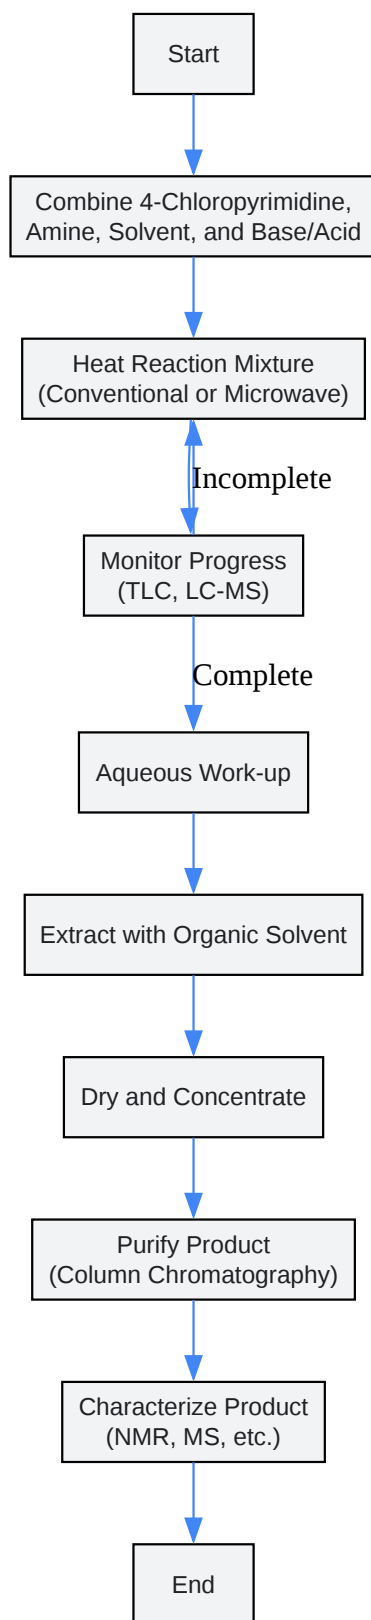 Start
Combine 4-Chloropyrimidine,
Amine, Solvent, and Base/Acid
Heat Reaction Mixture
(Conventional or Microwave)
Incomplete
Monitor Progress
(TLC, LC-MS)
Complete
Aqueous Work-up
Extract with Organic Solvent
Dry and Concentrate
Purify Product
(Column Chromatography)
Characterize Product
(NMR, MS, etc.)
End